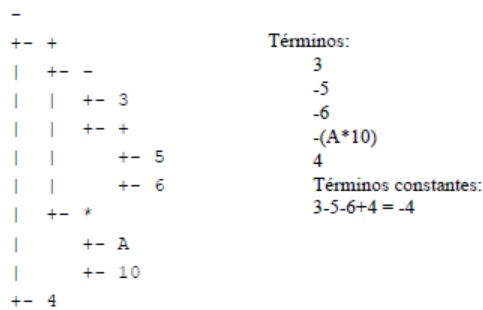 -
+- +
|  +- -
|  |  +- 3
|  |  +- +
|  |     +- 5
|  |     +- 6
|  +- *
|     +- A
|     +- 10
+- 4
Términos:
3
-5
-6
-(A*10)
4
Términos constantes:
3-5-6+4 = -4